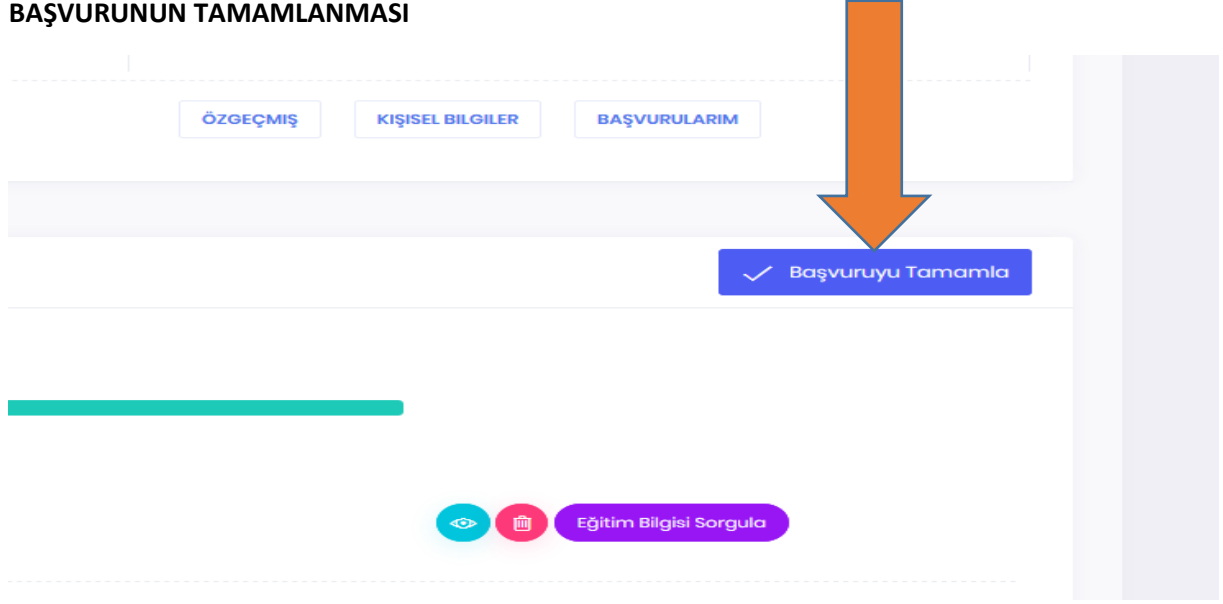 BAŞVURUNUN TAMAMLANMASI
ÖZGEÇMIŞ KIŞISEL BILGILER BAŞVURULARIM
Başvuruyu Tamamla
Eğitim Bilgisi Sorgula